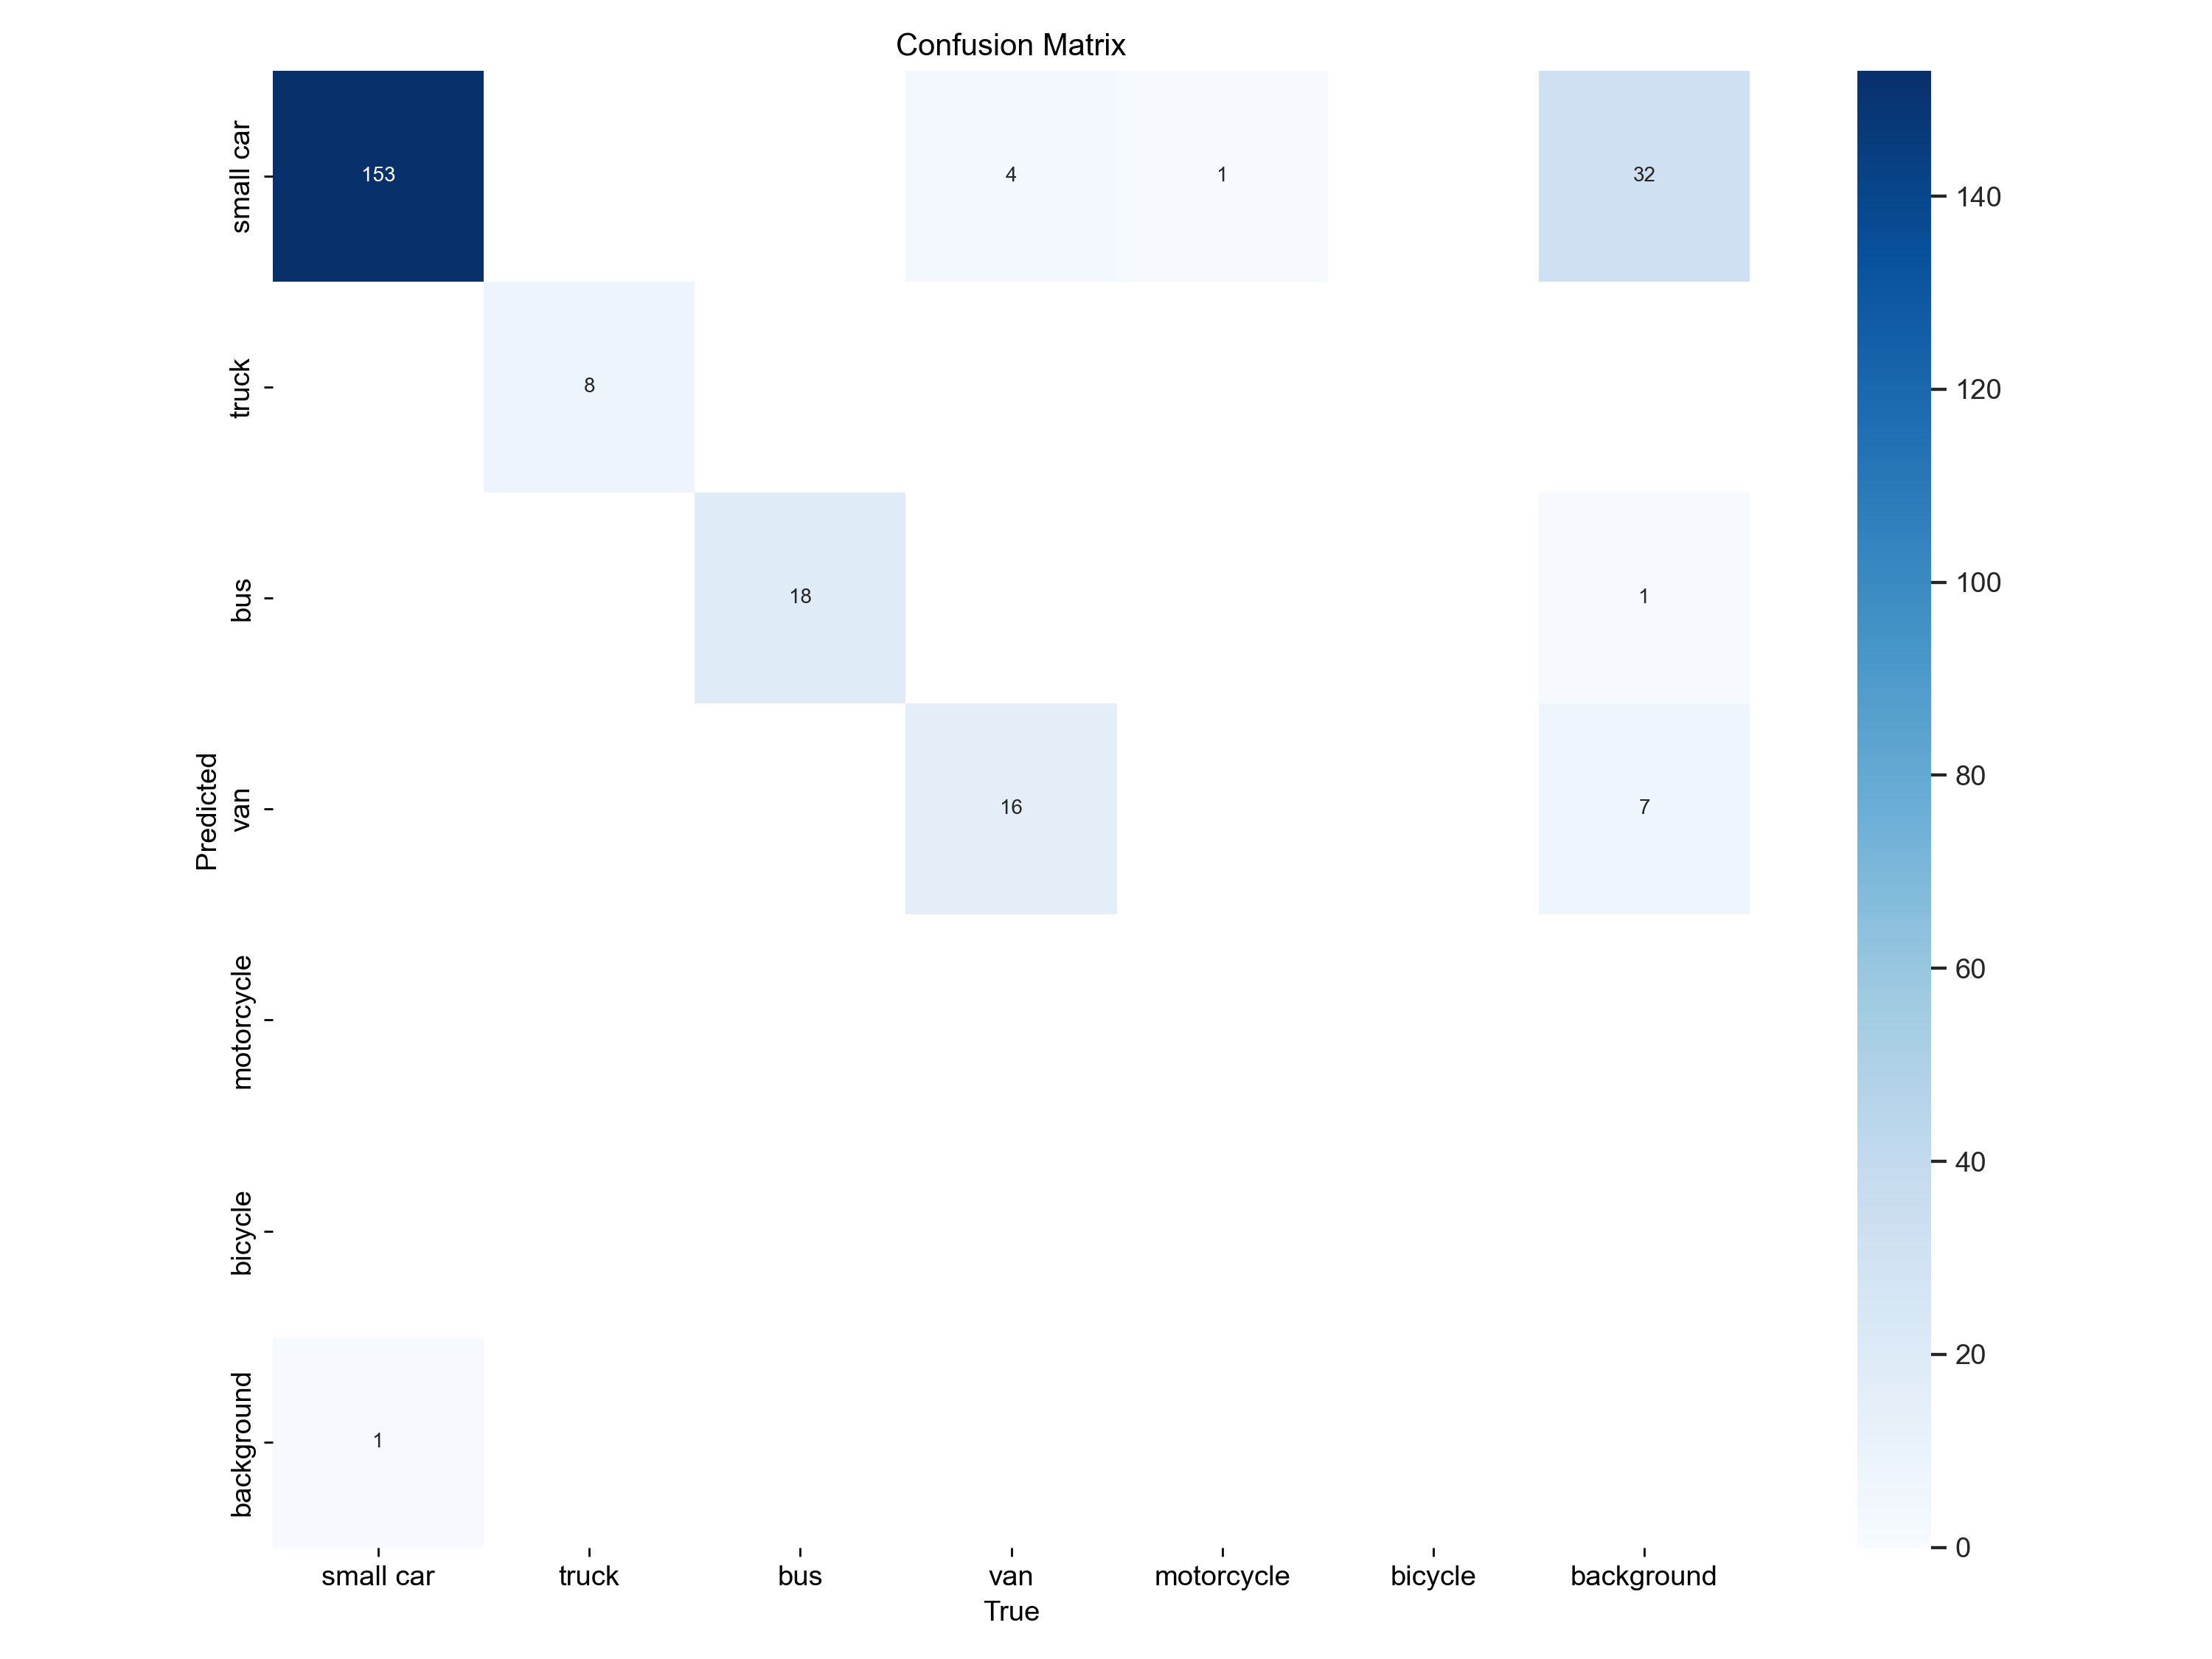 Confusion Matrix
small car
153
4
1
32
truck
8
bus
18
1
van
16
7
motorcycle
bicycle
background
1
Predicted
small car
truck
bus
van
motorcycle
bicycle
background
True
140
120
100
80
60
40
20
0